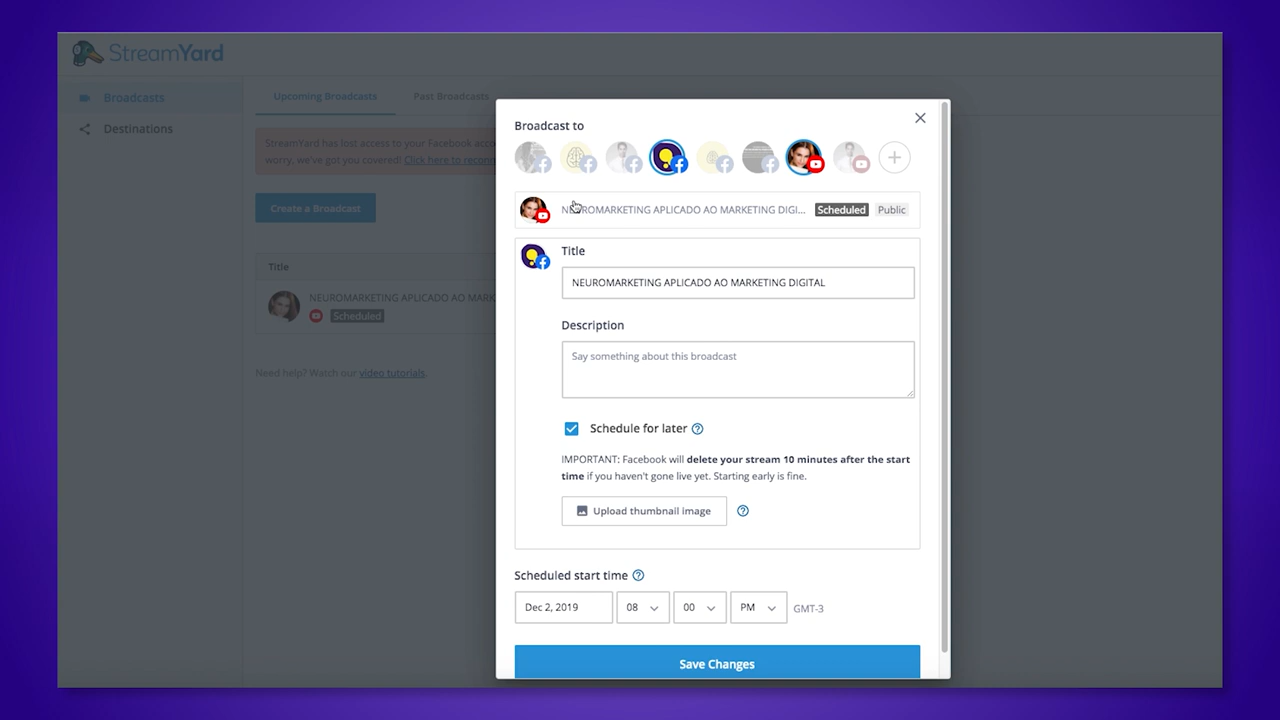 StreamYard
Broadcasts
Destinations
Upcoming Broadcasts
Past Broadcasts
StreamYard has lost access to your Facebook acco
worry, we've got you covered! Click here to reconn
Create a Broadcast
Title
NEUROMARKETING APLICADO AO MARK
Scheduled
Need help? Watch our video tutorials.
Broadcast to
NEUROMARKETING APLICADO AO MARKETING DIGI...
Scheduled
Public
Title
NEUROMARKETING APLICADO AO MARKETING DIGITAL
Description
Say something about this broadcast
Schedule for later
IMPORTANT: Facebook will delete your stream 10 minutes after the start
time if you haven't gone live yet. Starting early is fine.
Upload thumbnail image
Scheduled start time
Dec 2, 2019
08
00
PM
GMT-3
Save Changes